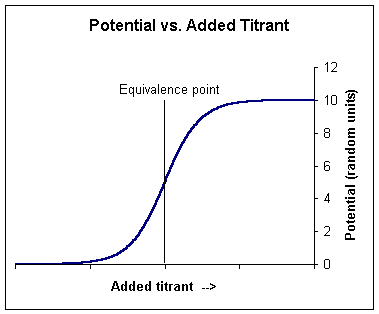 Potential vs. Added Titrant
Equivalence point
12
10
8
6
4
2
0
Potential (random units)
Added titrant -->